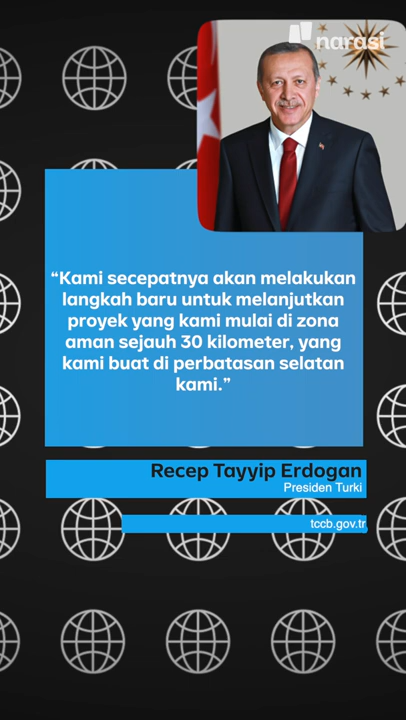 narasi
“Kami secepatnya akan melakukan
langkah baru untuk melanjutkan
proyek yang kami mulai di zona
aman sejauh 30 kilometer, yang
kami buat di perbatasan selatan
kami.”
Recep Tayyip Erdogan
Presiden Turki
tccb.gov.tr